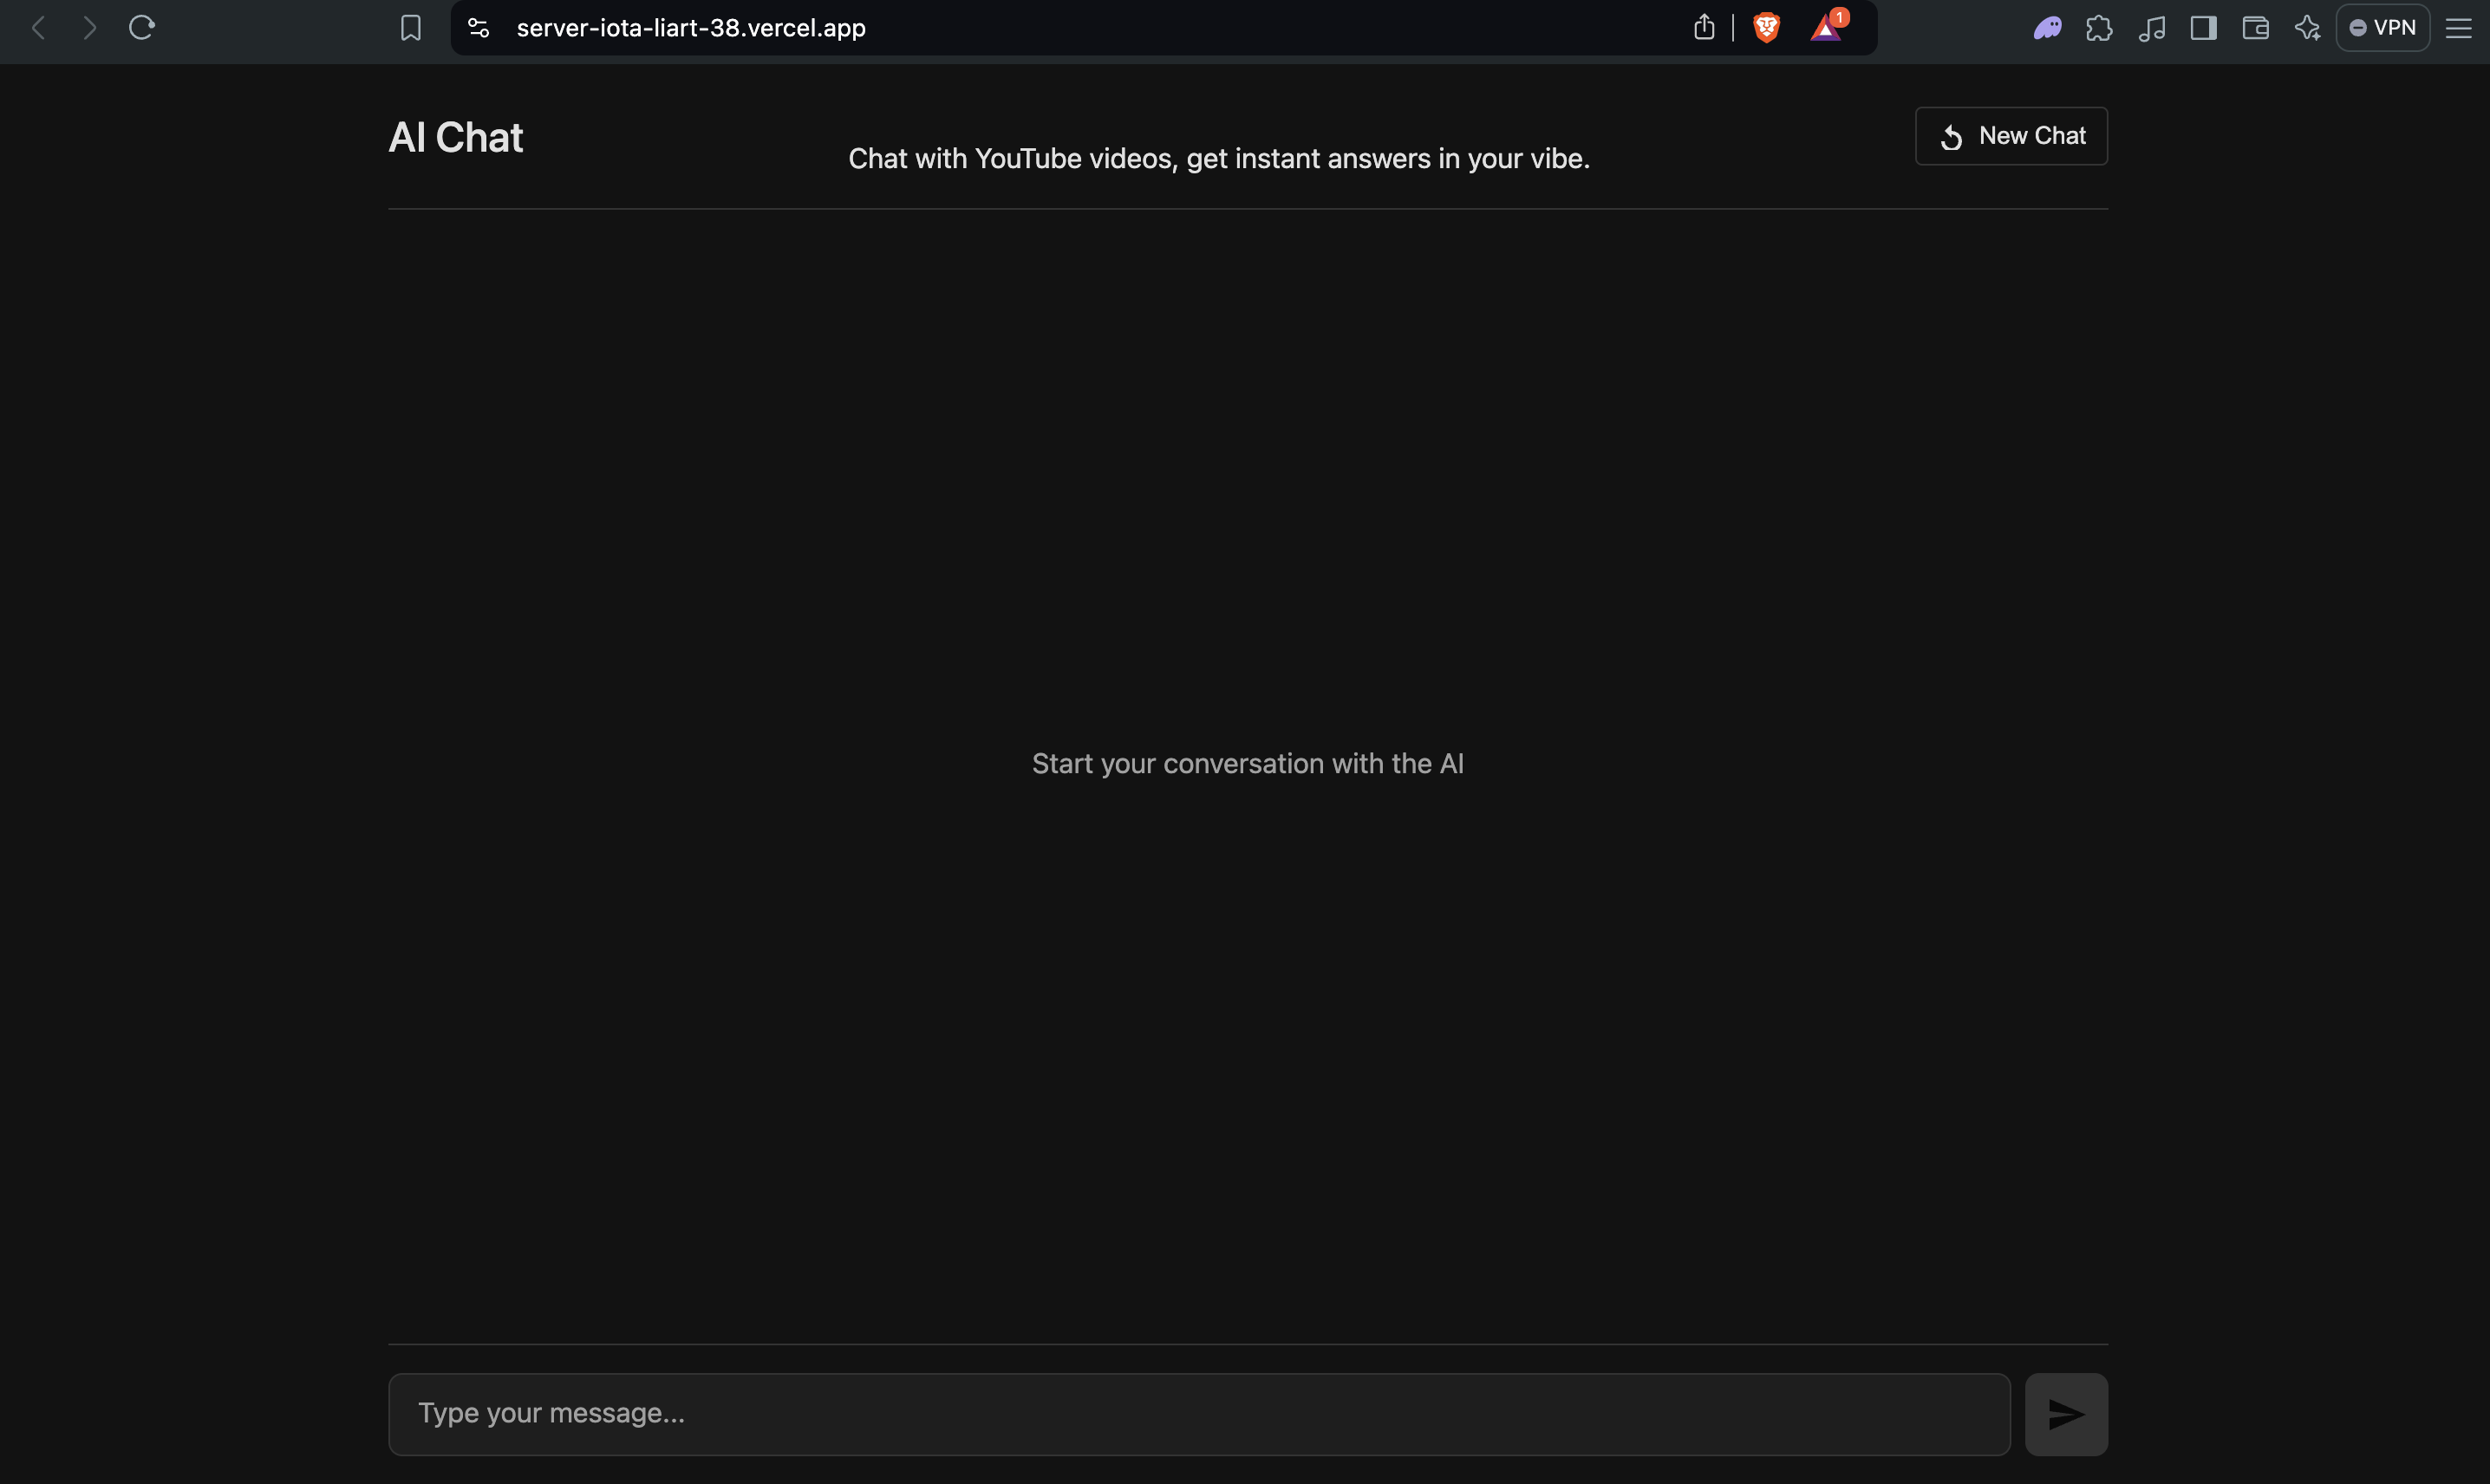 server-iota-liart-38.vercel.app
1
VPN
AI Chat
Chat with YouTube videos, get instant answers in your vibe.
New Chat
Start your conversation with the AI
Type your message...